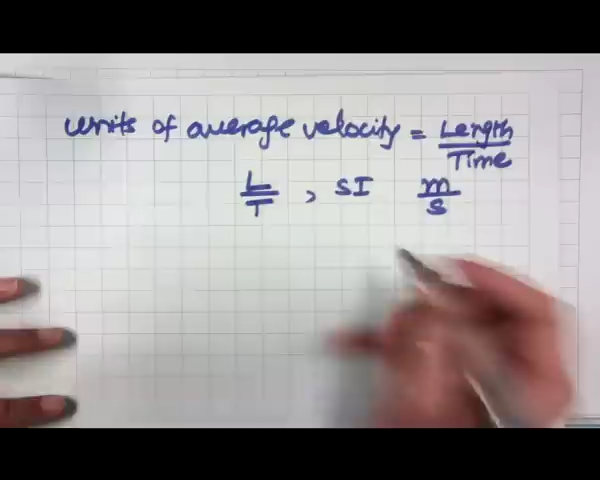 units of average velocity = Length / Time
L / T , SI m / s